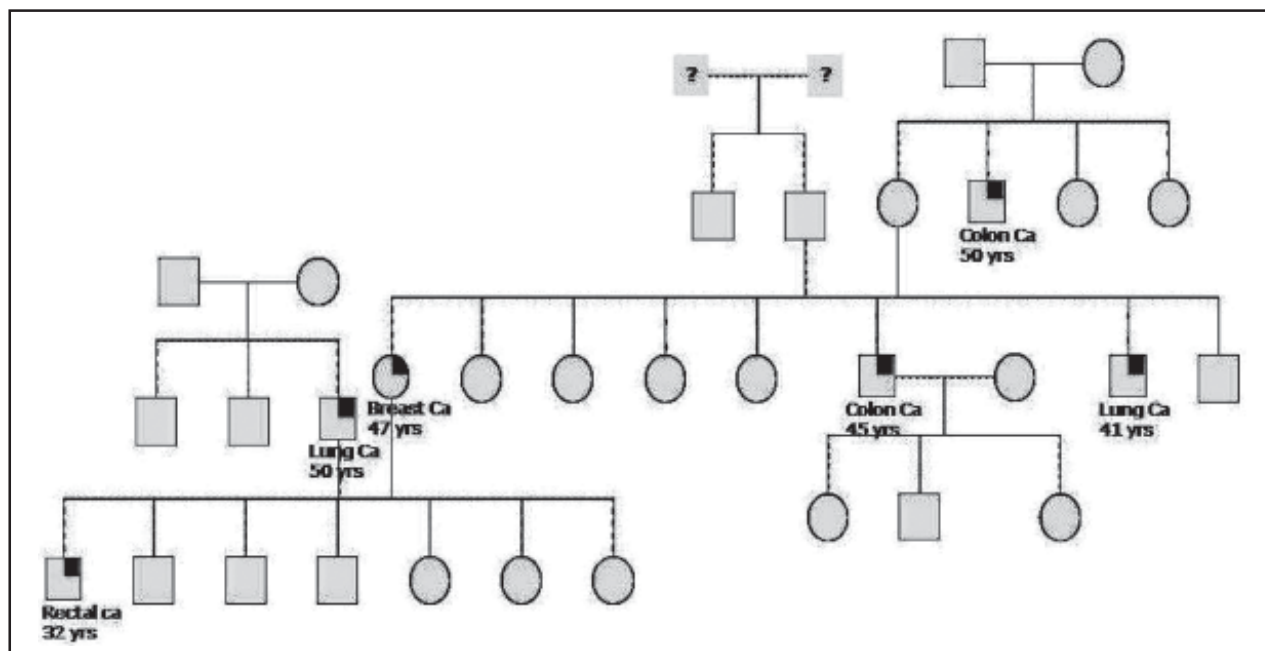 ?
?
Colon Ca
50 yrs
Breast Ca
47 yrs
Lung Ca
50 yrs
Colon Ca
45 yrs
Lung Ca
41 yrs
Rectal ca
32 yrs